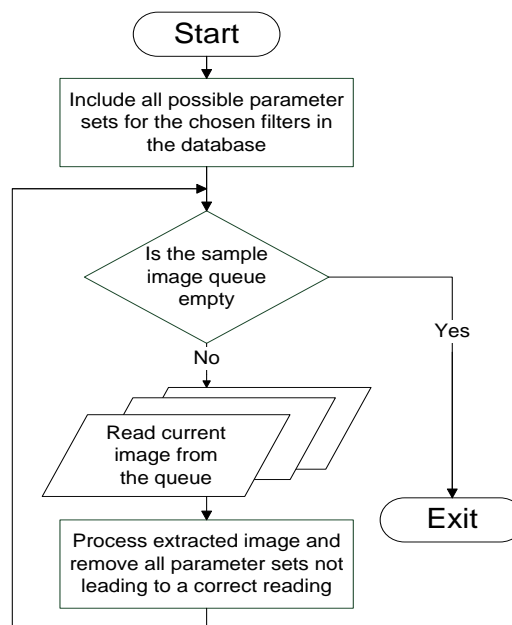 Start
Include all possible parameter
sets for the chosen filters in
the database
Is the sample
image queue
empty
Yes
No
Read current
image from
the queue
Exit
Process extracted image and
remove all parameter sets not
leading to a correct reading